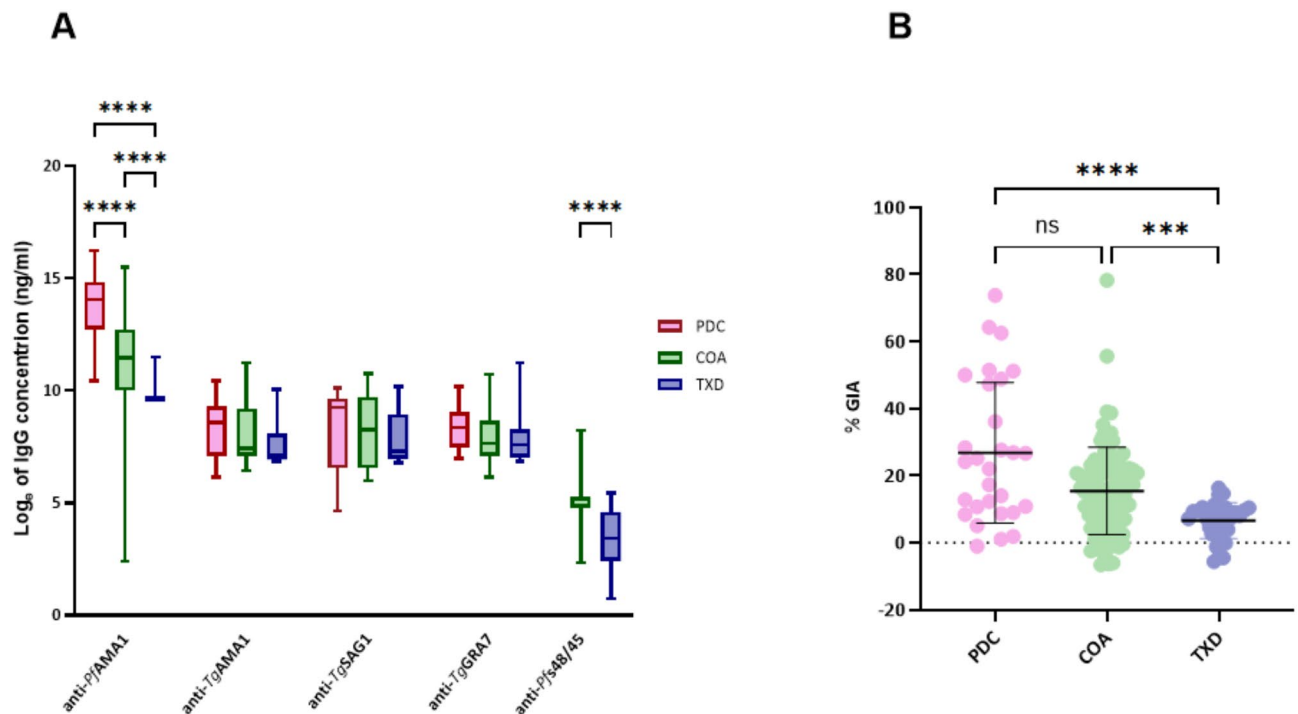 A
B
****
****
****
****
Logₑ of IgG concentrion (ng/ml)
20
15
10
5
0
anti-PfAMA1
anti-TgAMA1
anti-TgSAG1
anti-TgGRA7
anti-Pfs48/45
PDC
COA
TXD
****
ns
***
% GIA
100
80
60
40
20
0
-20
PDC
COA
TXD